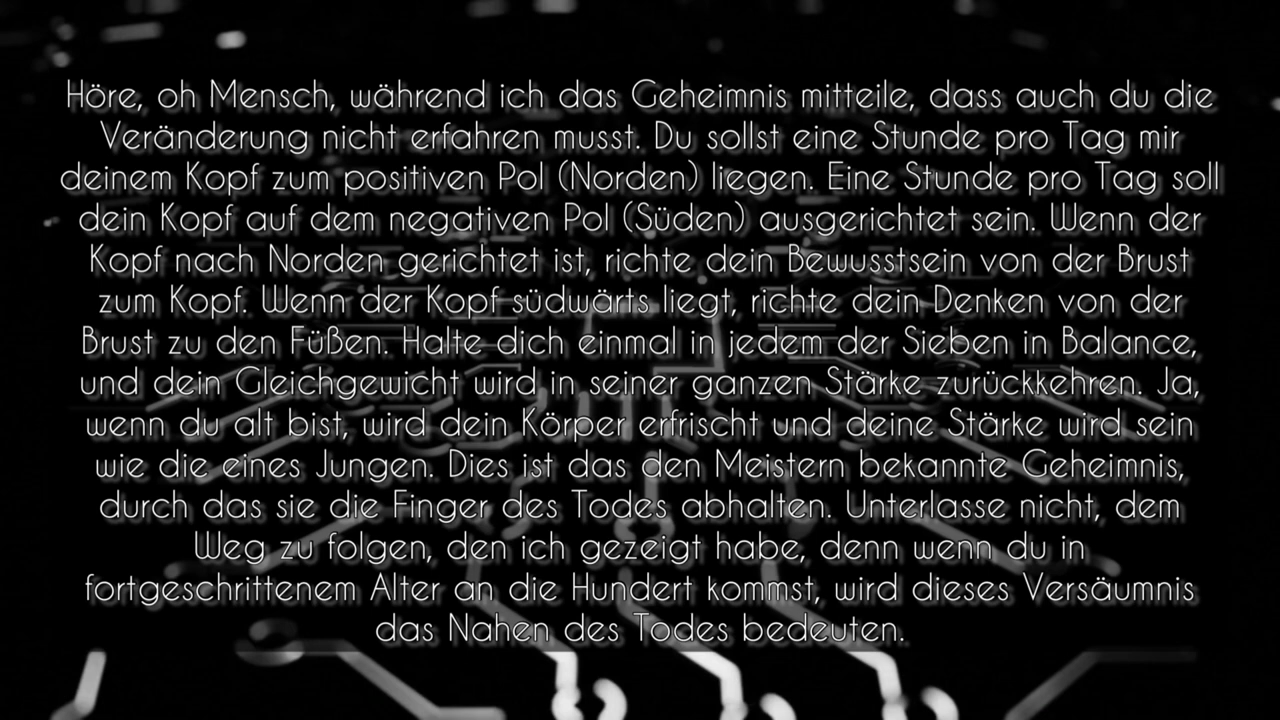 Höre, oh Mensch, während ich das Geheimnis mitteile, dass auch du die
Veränderung nicht erfahren musst. Du sollst eine Stunde pro Tag mir
deinem Kopf zum positiven Pol (Norden) liegen. Eine Stunde pro Tag soll
dein Kopf auf dem negativen Pol (Süden) ausgerichtet sein. Wenn der
Kopf nach Norden gerichtet ist, richte dein Bewusstsein von der Brust
zum Kopf. Wenn der Kopf südwärts liegt, richte dein Denken von der
Brust zu den Füßen. Halte dich einmal in jedem der Sieben in Balance,
und dein Gleichgewicht wird in seiner ganzen Stärke zurückkehren. Ja,
wenn du alt bist, wird dein Körper erfrischt und deine Stärke wird sein
wie die eines Jungen. Dies ist das den Meistern bekannte Geheimnis,
durch das sie die Finger des Todes abhalten. Unterlasse nicht, dem
Weg zu folgen, den ich gezeigt habe, denn wenn du in
fortgeschrittenem Alter an die Hundert kommst, wird dieses Versäumnis
das Nahen des Todes bedeuten.